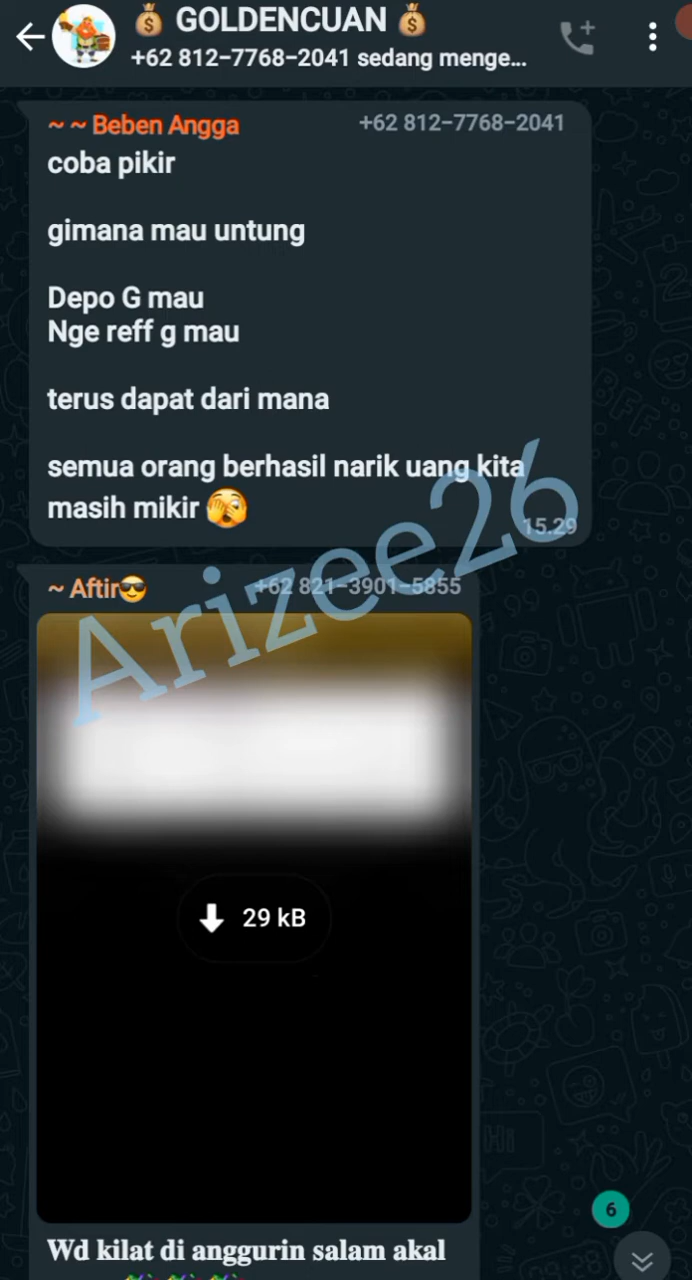 GOLDENCUAN
+62 812-7768-2041 sedang menge...
~ ~ Beben Angga +62 812-7768-2041
coba pikir
gimana mau untung
Depo G mau
Nge reff g mau
terus dapat dari mana
semua orang berhasil narik uang kita
masih mikir 🫣
15.29
Arizee26
~ Aftir😎 +62 821-3901-5855
29 kB
6
Wd kilat di anggurin salam akal